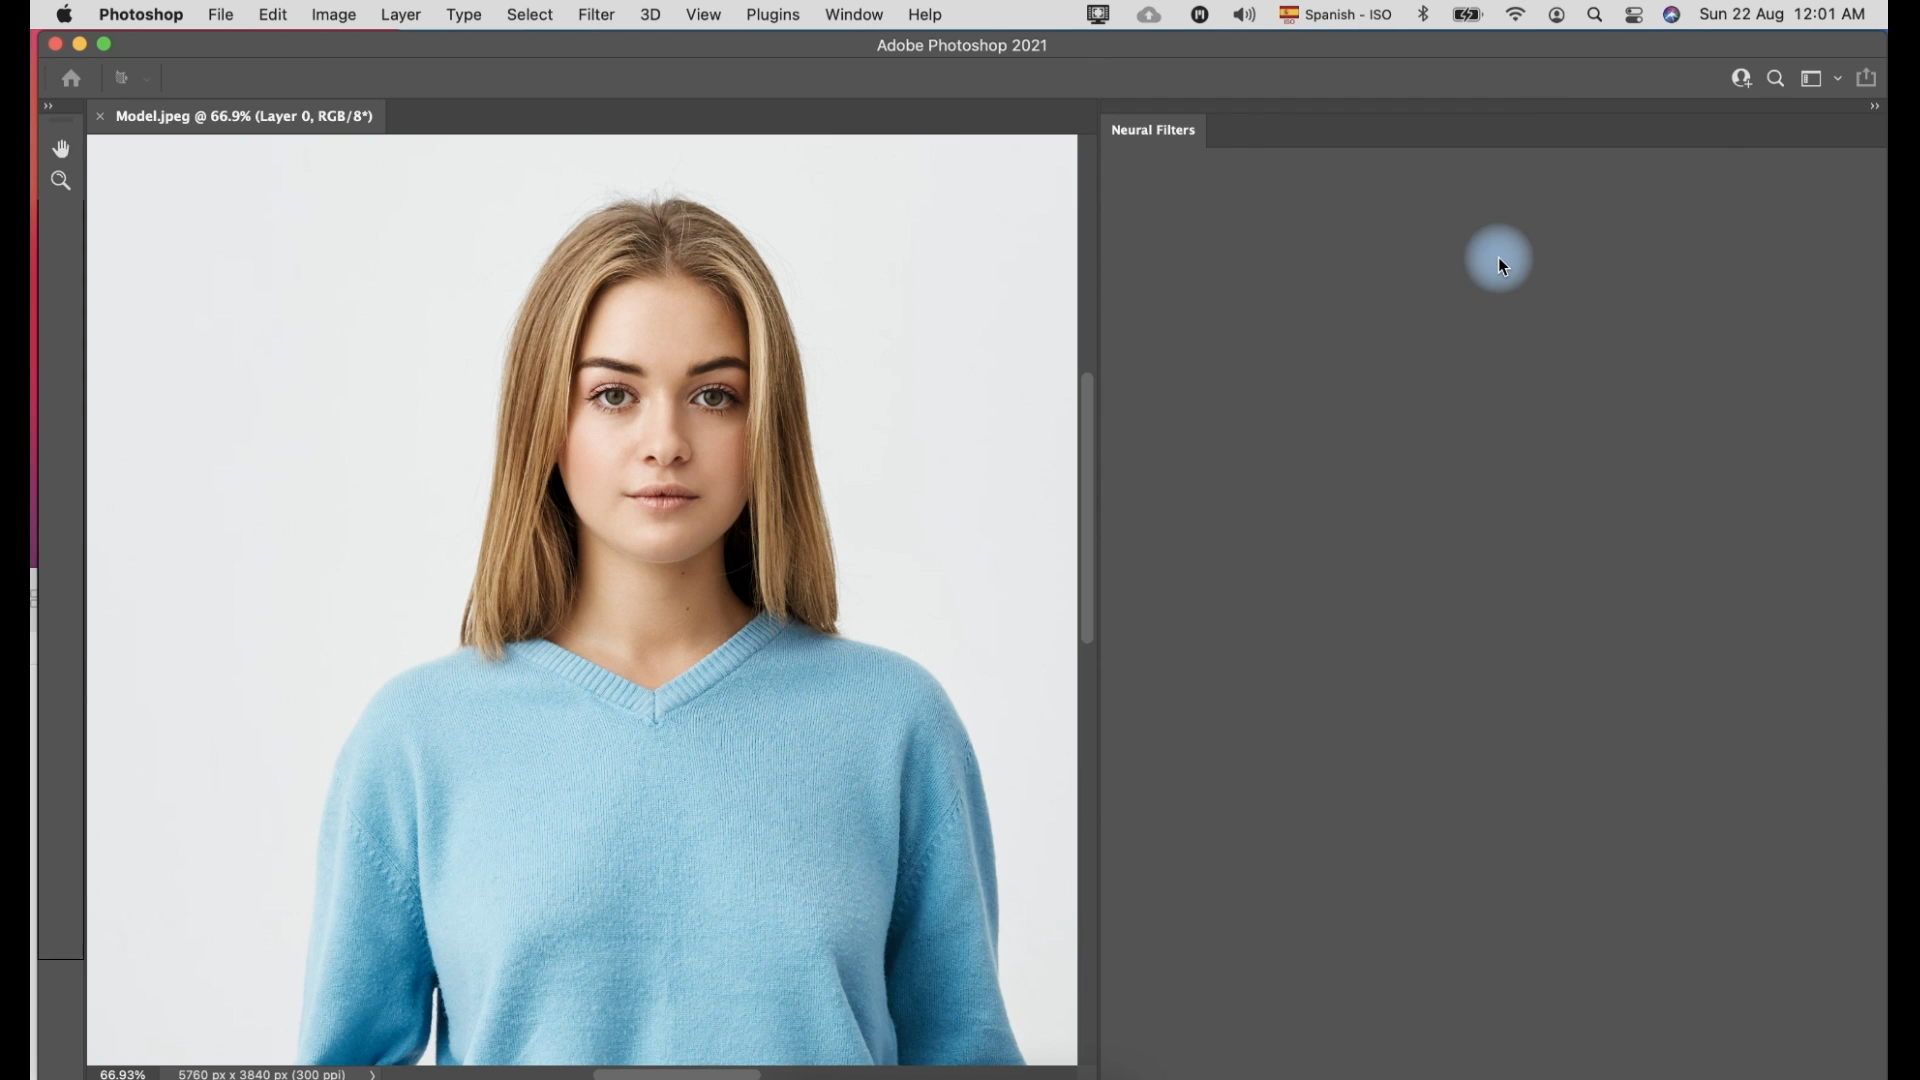 Photoshop File Edit Image Layer Type Select Filter 3D View Plugins Window Help Spanish - ISO Sun 22 Aug 12:01 AM
Adobe Photoshop 2021
Model.jpeg @ 66.9% (Layer 0, RGB/8*)
Neural Filters
66.93% 5760 px x 3840 px (300 ppi)